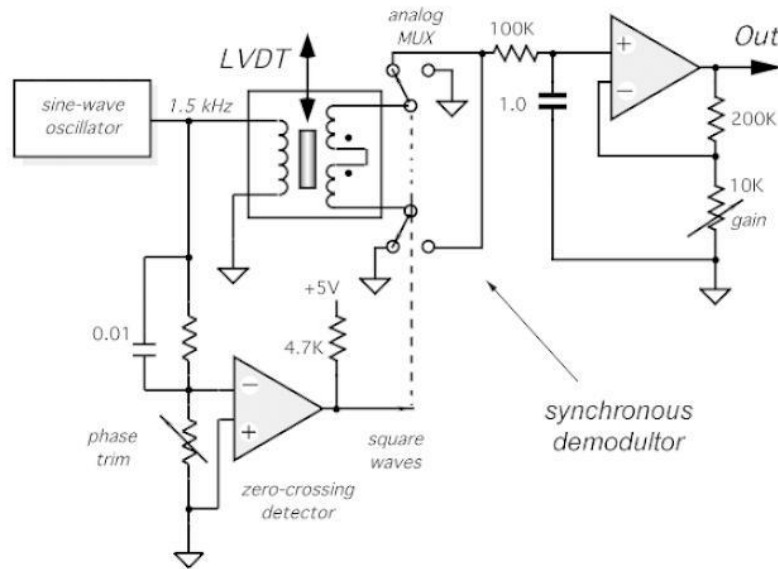 analog
MUX
100K
+
Out
LVDT
sine-wave
oscillator
1.5 kHz
−
1.0
200K
10K
gain
+5V
0.01
4.7K
−
phase
trim
+
square
waves
synchronous
demodultor
zero-crossing
detector